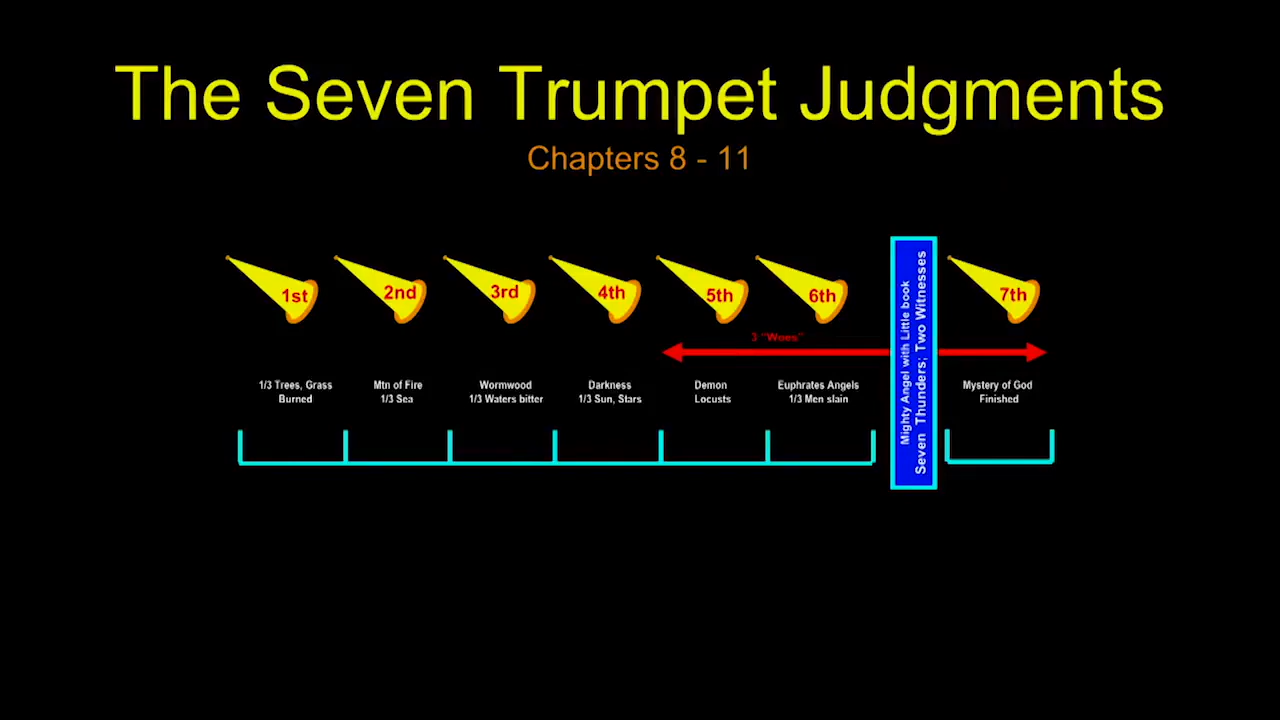 The Seven Trumpet Judgments
Chapters 8 - 11
1st
2nd
3rd
4th
5th
6th
7th
3 "Woes"
1/3 Trees, Grass
Burned
Mtn of Fire
1/3 Sea
Wormwood
1/3 Waters bitter
Darkness
1/3 Sun, Stars
Demon
Locusts
Euphrates Angels
1/3 Men slain
Mighty Angel with Little book
Seven Thunders; Two Witnesses
Mystery of God
Finished